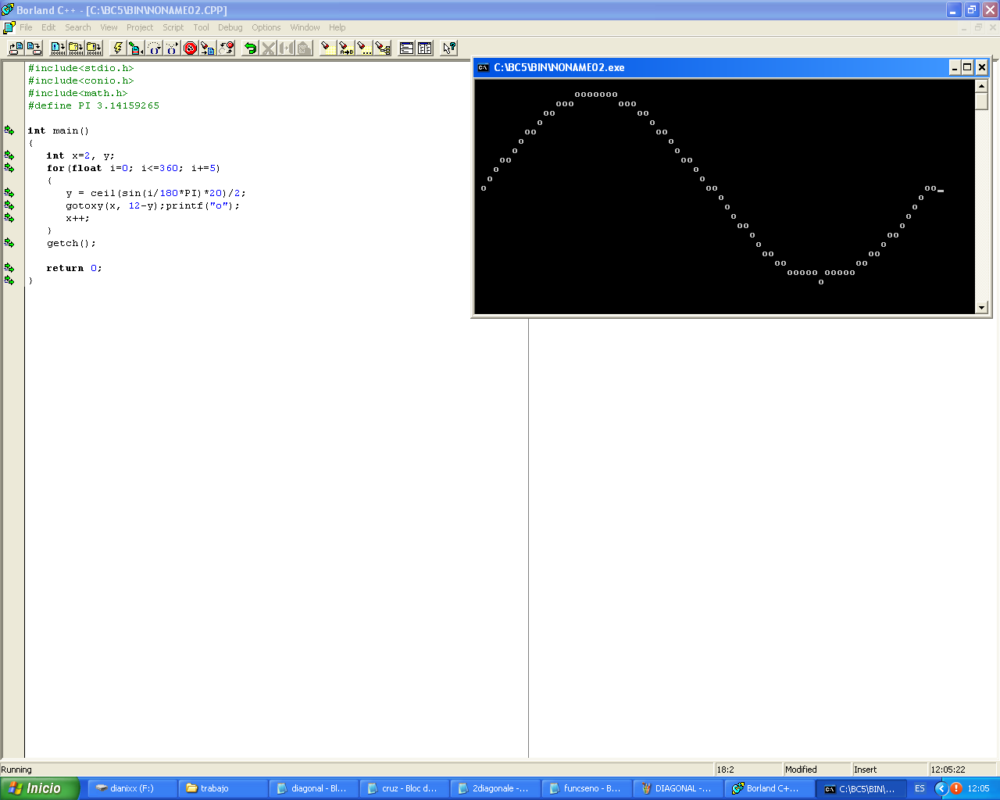 Borland C++ - [C:\BC5\BIN\NONAME02.CPP]
File Edit Search View Project Script Tool Debug Options Window Help
#include<stdio.h>
#include<conio.h>
#include<math.h>
#define PI 3.14159265
int main()
{
int x=2, y;
for(float i=0; i<=360; i+=5)
{
y = ceil(sin(i/180*PI)*20)/2;
gotoxy(x, 12-y);printf("o");
x++;
}
getch();
return 0;
}
C:\BC5\BIN\NONAME02.exe
ooooooo
ooo ooo
oo oo
o o
oo oo
o o
o o
oo oo
o o
o o
o oo oo
o o
o o
o o
oo oo
o o
o o
oo oo
oo oo
ooooo ooooo
o
Running 18:2 Modified Insert 12:05:22
Inicio dianixx (F:) trabajo diagonal - Bl... cruz - Bloc d... 2diagonale -... funcseno - B... DIAGONAL -... Borland C+... C:\BC5\BIN\... ES 12:05